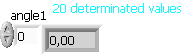 20 determinated values
angle1
0
0,00